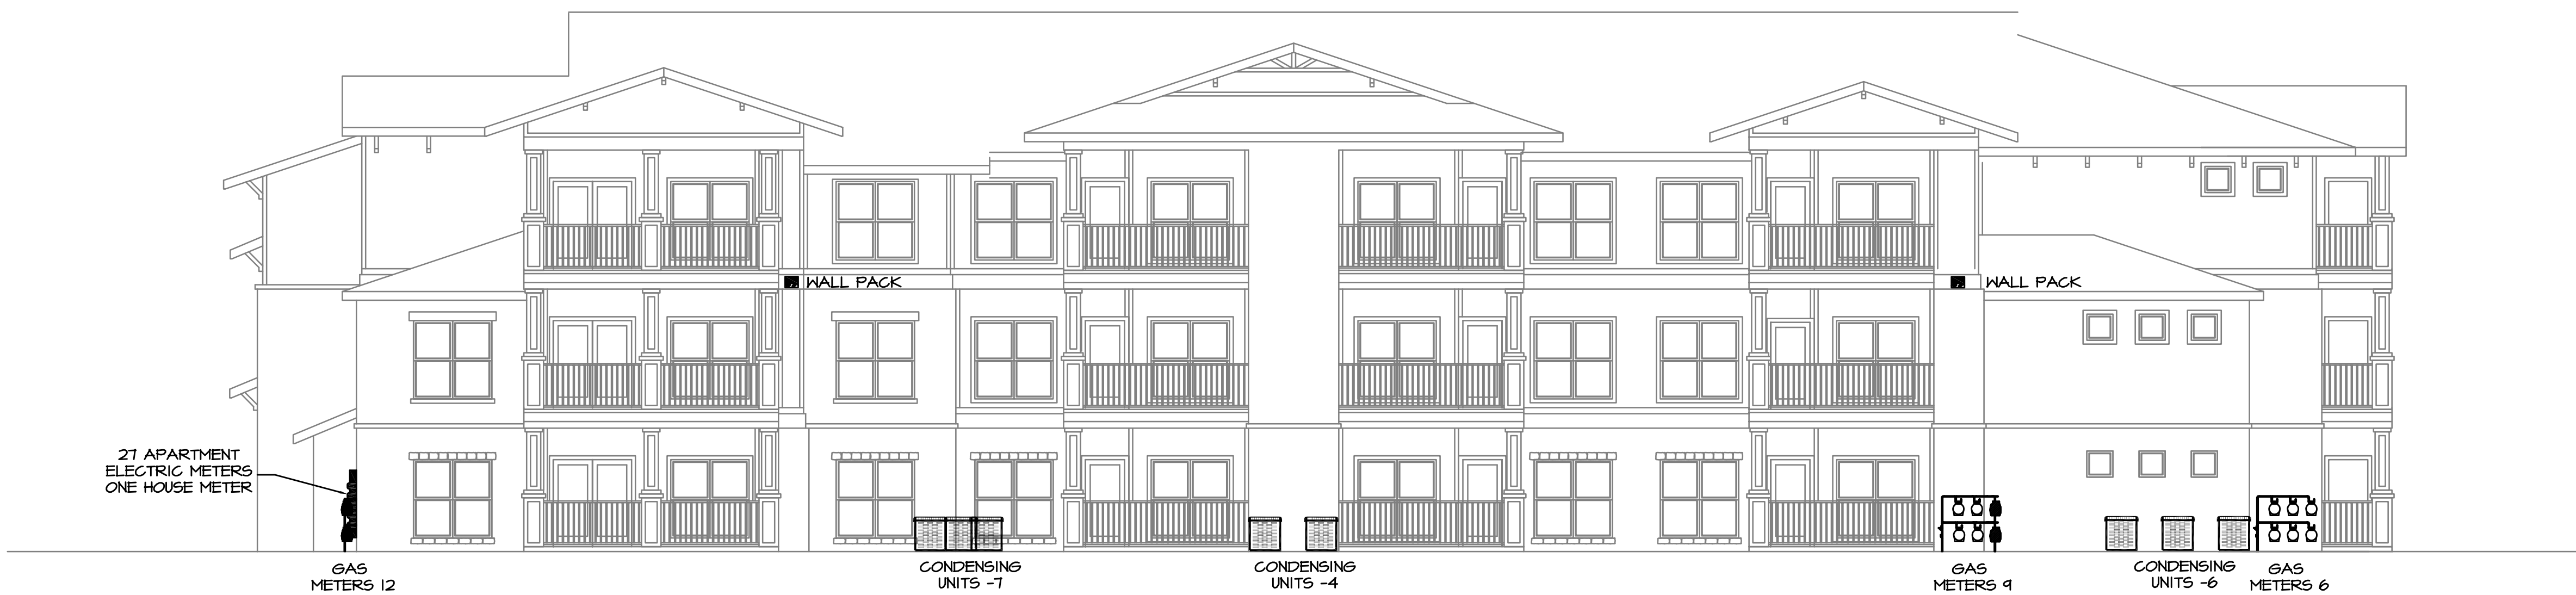 WALL PACK
WALL PACK
27 APARTMENT
ELECTRIC METERS
ONE HOUSE METER
GAS
METERS 12
CONDENSING
UNITS -7
CONDENSING
UNITS -4
GAS
METERS 9
CONDENSING
UNITS -6
GAS
METERS 6